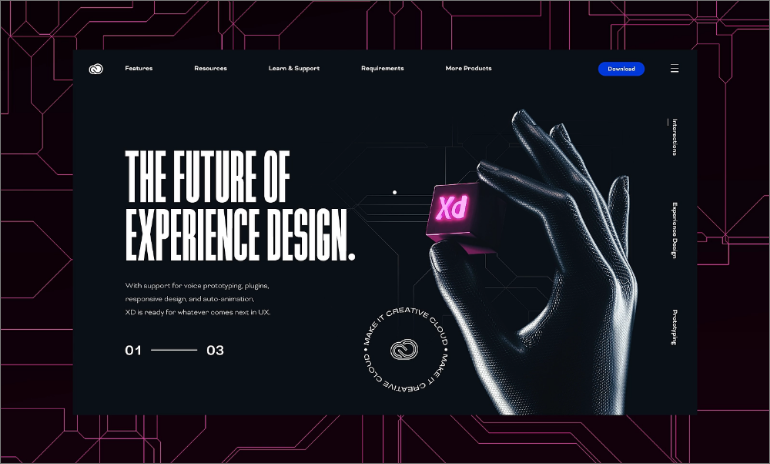 Features
Resources
Learn & Support
Requirements
More Products
Download
Interactions
THE FUTURE OF
EXPERIENCE DESIGN.
Xd
With support for voice prototyping, plugins,
responsive design, and auto-animation,
XD is ready for whatever comes next in UX.
Experience Design
01
03
MAKE IT CREATIVE CLOUD • MAKE IT CREATIVE CLOUD •
Prototyping